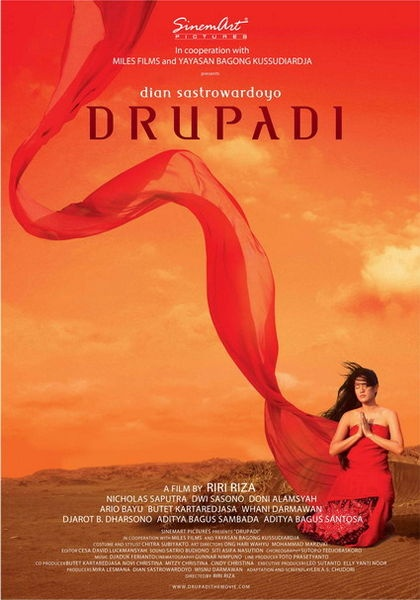 SinemArt
PICTURES
In cooperation with
MILES FILMS and YAYASAN BAGONG KUSSUDIARDJA
presents
dian sastrowardoyo
DRUPADI
A FILM BY RIRI RIZA
NICHOLAS SAPUTRA DWI SASONO DONI ALAMSYAH
ARIO BAYU BUTET KARTAREDJASA WHANI DARMAWAN
DJAROT B. DHARSONO ADITYA BAGUS SAMBADA ADITYA BAGUS SANTOSA
SINEMART PICTURES PRESENTS "DRUPADI"
IN COOPERATION WITH MILES FILMS AND YAYASAN BAGONG KUSSUDIARDJA
COSTUME AND STYLIST CHITRA SUBIYAKTO ART DIRECTORS ONG HARI WAHYU MOHAMMAD MARZUKI
EDITOR CESA DAVID LUCKMANSYAH SOUND SATRIO BUDIONO SITI ASIFA NASUTION CHOREOGRAPHY SUTOPO TEDJOBASKORO
MUSIC DJADUK FERIANTO CINEMATOGRAPHY GUNNAR NIMPUNO LINE PRODUCER TOTO PRASETYANTO
CO PRODUCER BUTET KARTAREDJASA NOVI CHRISTINA MITZY CHRISTINA CINDY CHRISTINA EXECUTIVE PRODUCER LEO SUTANTO ELLY YANTI NOOR
PRODUCERS MIRA LESMANA DIAN SASTROWARDOYO WISNU DARMAWAN ADAPTATION AND SCREENPLAY LEILA S. CHUDORI
DIRECTED BY RIRI RIZA
WWW.DRUPADITHEMOVIE.COM